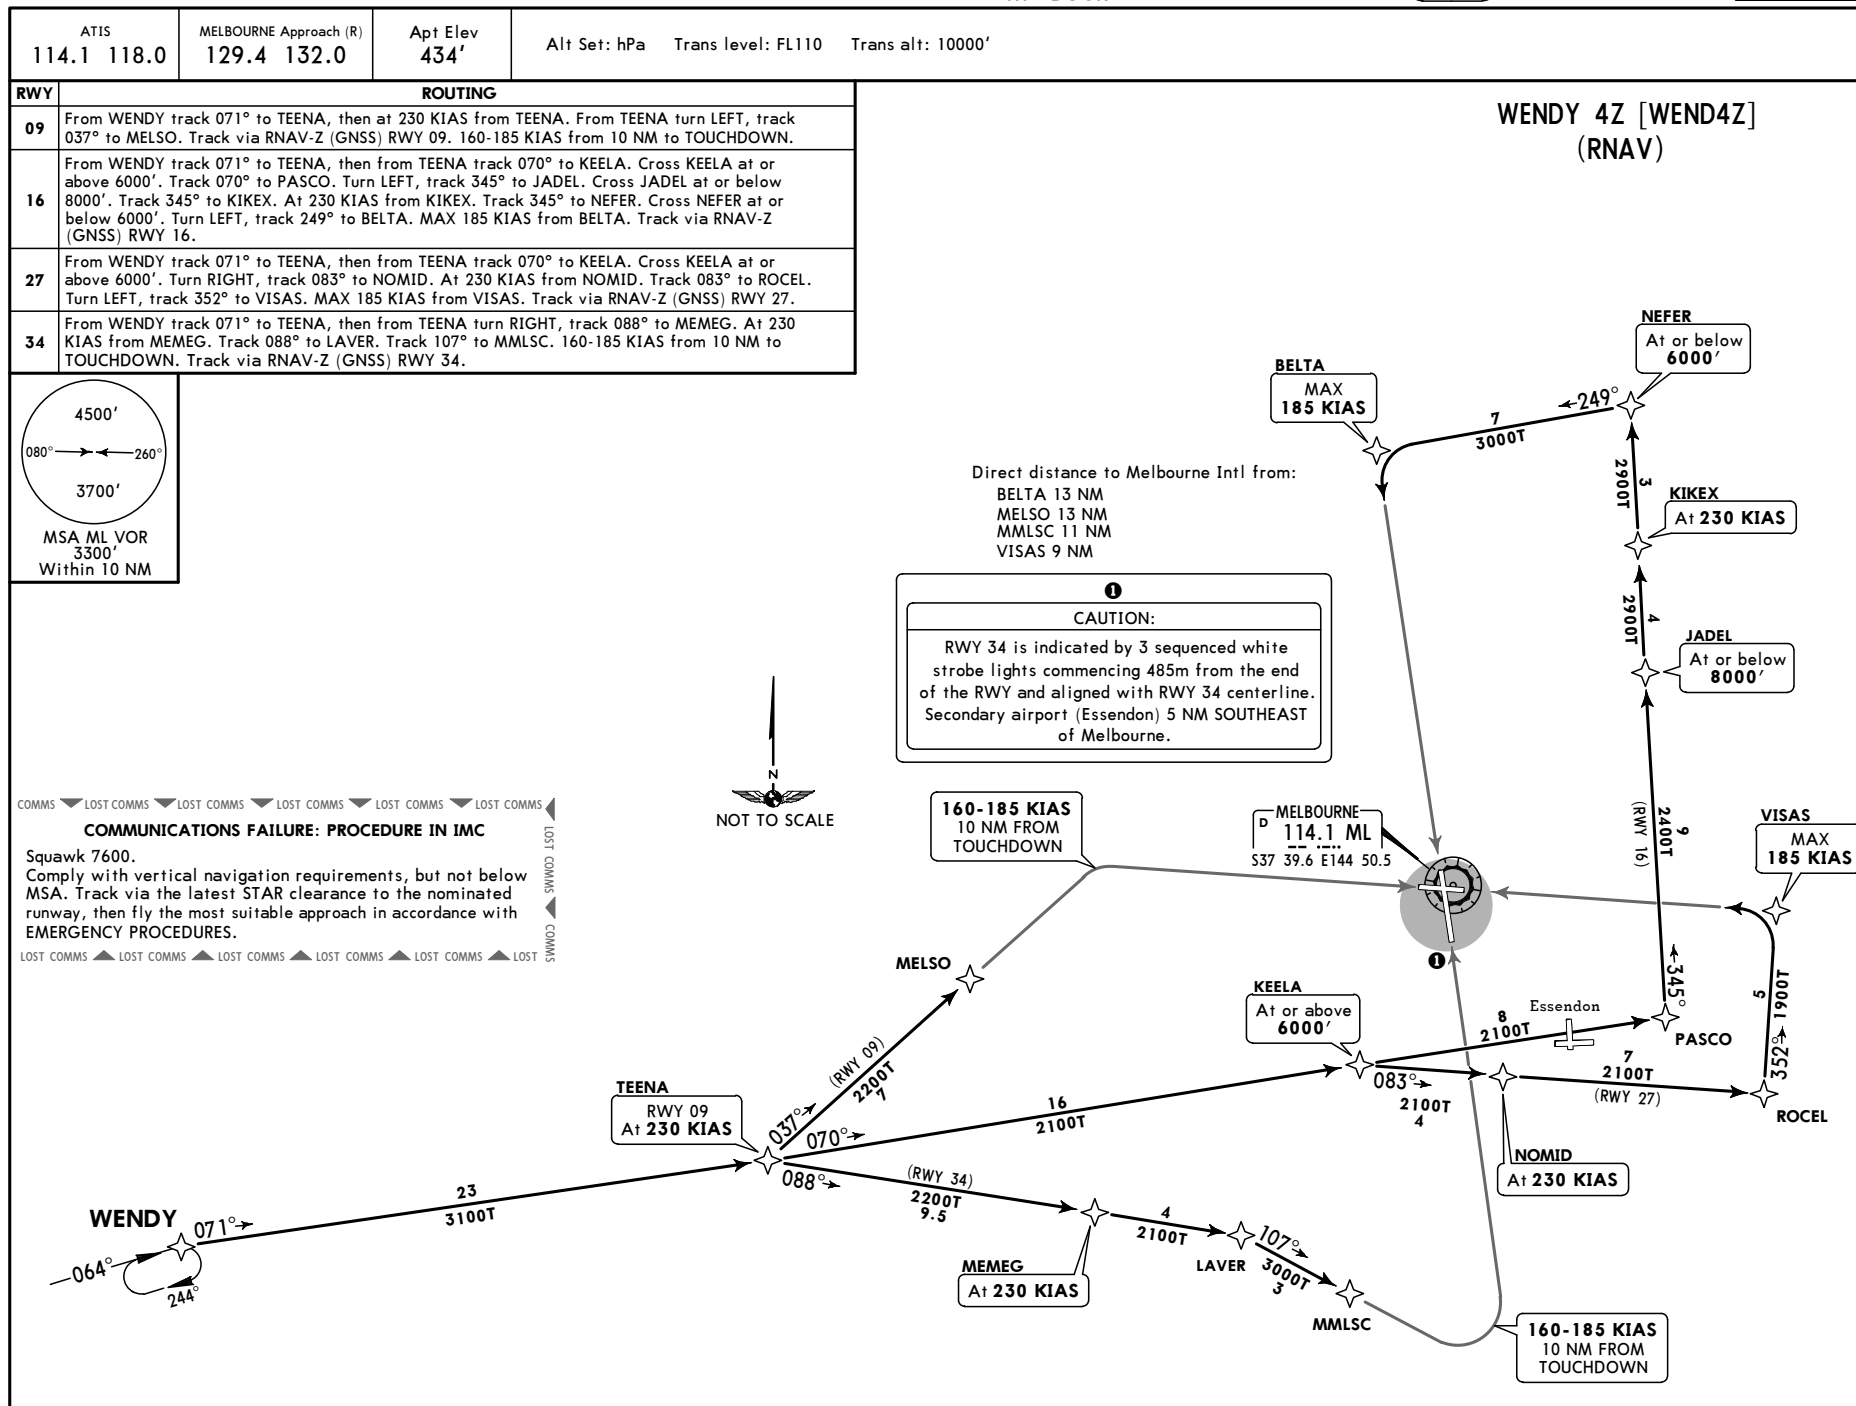 ATIS
114.1 118.0
MELBOURNE Approach (R)
129.4 132.0
Apt Elev
434'
Alt Set: hPa Trans level: FL110 Trans alt: 10000'
RWY ROUTING
09
From WENDY track 071° to TEENA, then at 230 KIAS from TEENA. From TEENA turn LEFT, track
037° to MELSO. Track via RNAV-Z (GNSS) RWY 09. 160-185 KIAS from 10 NM to TOUCHDOWN.
16
From WENDY track 071° to TEENA, then from TEENA track 070° to KEELA. Cross KEELA at or
above 6000'. Track 070° to PASCO. Turn LEFT, track 345° to JADEL. Cross JADEL at or below
8000'. Track 345° to KIKEX. At 230 KIAS from KIKEX. Track 345° to NEFER. Cross NEFER at or
below 6000'. Turn LEFT, track 249° to BELTA. MAX 185 KIAS from BELTA. Track via RNAV-Z
(GNSS) RWY 16.
27
From WENDY track 071° to TEENA, then from TEENA track 070° to KEELA. Cross KEELA at or
above 6000'. Turn RIGHT, track 083° to NOMID. At 230 KIAS from NOMID. Track 083° to ROCEL.
Turn LEFT, track 352° to VISAS. MAX 185 KIAS from VISAS. Track via RNAV-Z (GNSS) RWY 27.
34
From WENDY track 071° to TEENA, then from TEENA turn RIGHT, track 088° to MEMEG. At 230
KIAS from MEMEG. Track 088° to LAVER. Track 107° to MMLSC. 160-185 KIAS from 10 NM to
TOUCHDOWN. Track via RNAV-Z (GNSS) RWY 34.
WENDY 4Z [WEND4Z]
(RNAV)
4500'
080° 260°
3700'
MSA ML VOR
3300'
Within 10 NM
NEFER
At or below
6000'
BELTA
MAX
185 KIAS
249°
7
3000T
3
2900T
KIKEX
At 230 KIAS
4
2900T
JADEL
At or below
8000'
Direct distance to Melbourne Intl from:
BELTA 13 NM
MELSO 13 NM
MMLSC 11 NM
VISAS 9 NM
1
CAUTION:
RWY 34 is indicated by 3 sequenced white
strobe lights commencing 485m from the end
of the RWY and aligned with RWY 34 centerline.
Secondary airport (Essendon) 5 NM SOUTHEAST
of Melbourne.
N
NOT TO SCALE
COMMS LOST COMMS LOST COMMS LOST COMMS LOST COMMS LOST COMMS
LOST COMMS COMMS
COMMUNICATIONS FAILURE: PROCEDURE IN IMC
Squawk 7600.
Comply with vertical navigation requirements, but not below
MSA. Track via the latest STAR clearance to the nominated
runway, then fly the most suitable approach in accordance with
EMERGENCY PROCEDURES.
LOST COMMS LOST COMMS LOST COMMS LOST COMMS LOST COMMS LOST
160-185 KIAS
10 NM FROM
TOUCHDOWN
MELBOURNE
D 114.1 ML
S37 39.6 E144 50.5
9
2400T
(RWY 16)
VISAS
MAX
185 KIAS
1
345°
5
1900T
352°
MELSO
KEELA
At or above
6000'
8
2100T
Essendon
PASCO
083°
2100T
4
7
2100T
(RWY 27)
ROCEL
NOMID
At 230 KIAS
TEENA
RWY 09
At 230 KIAS
037°
(RWY 09)
2200T
7
070°
16
2100T
088°
(RWY 34)
2200T
9.5
WENDY
064°
244°
071°
23
3100T
MEMEG
At 230 KIAS
4
2100T
LAVER
107°
3000T
3
MMLSC
160-185 KIAS
10 NM FROM
TOUCHDOWN